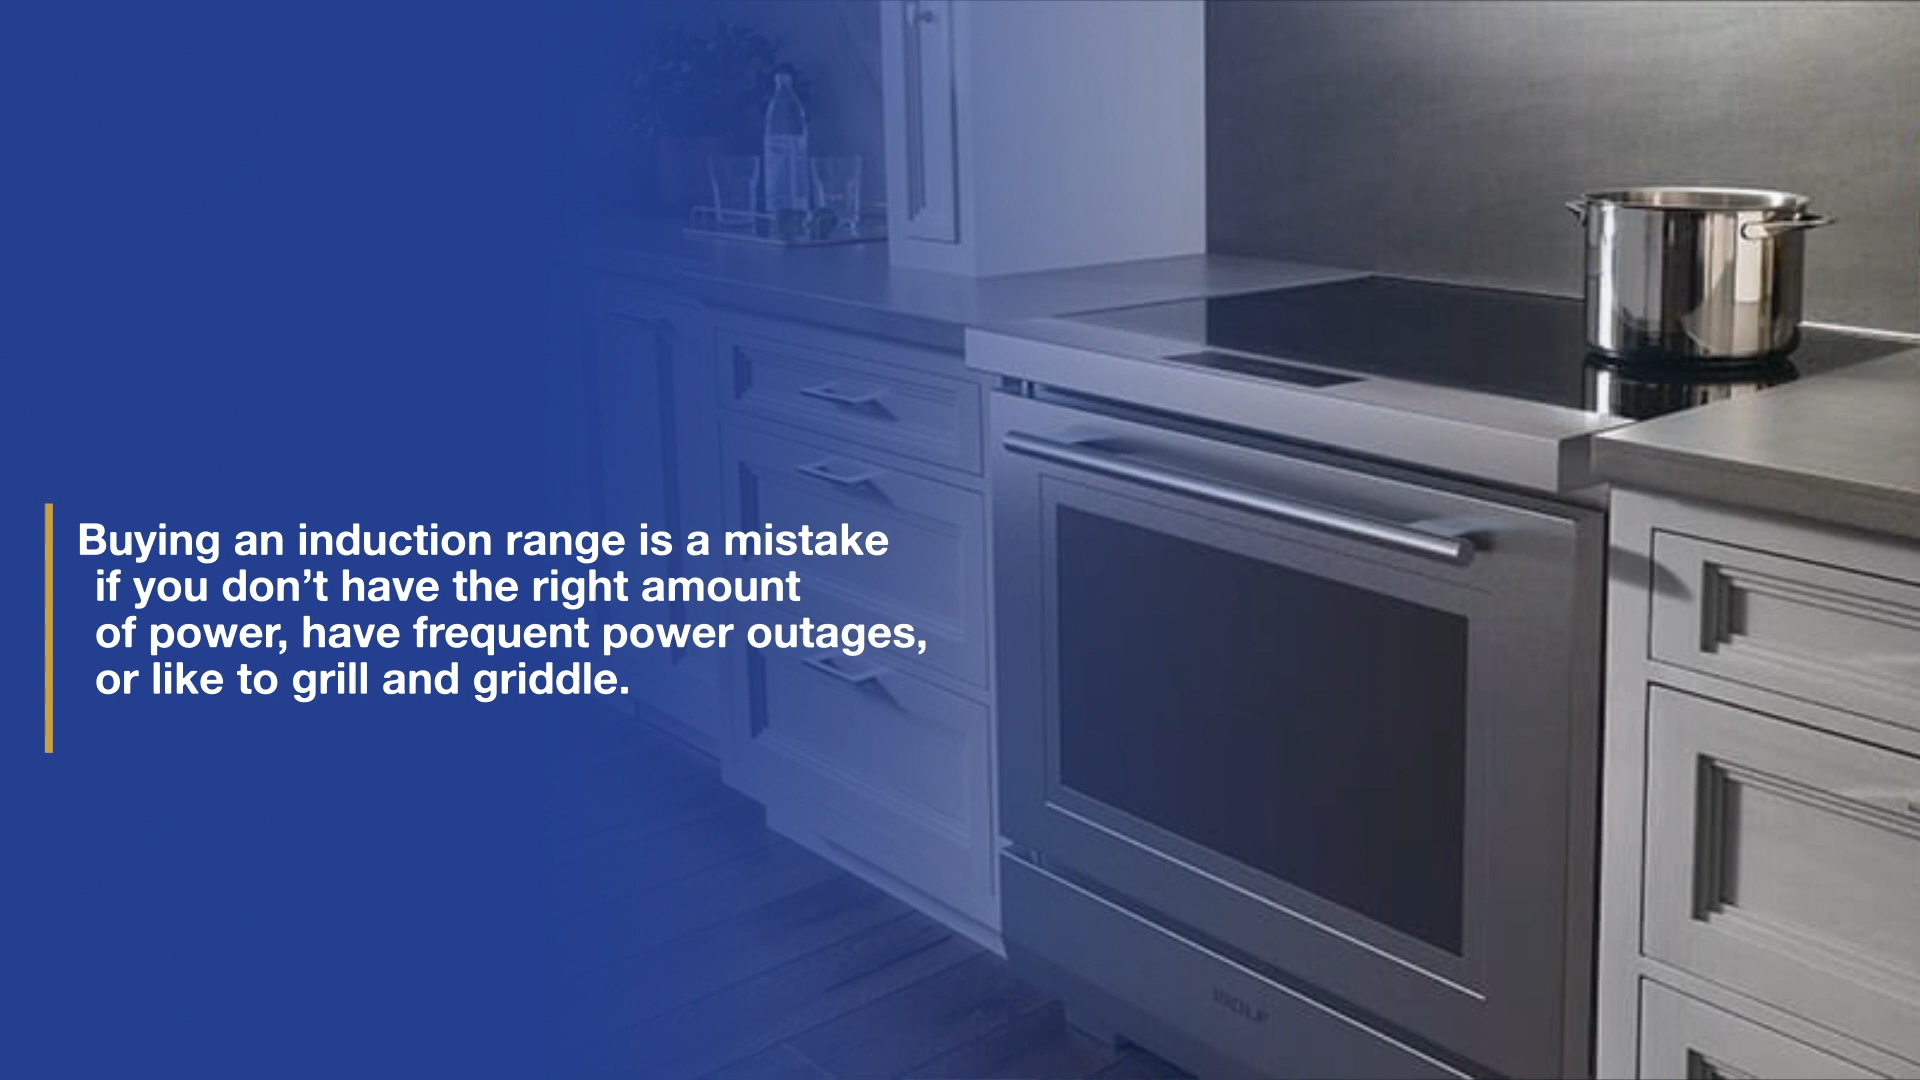 Buying an induction range is a mistake
if you don’t have the right amount
of power, have frequent power outages,
or like to grill and griddle.
WOLF